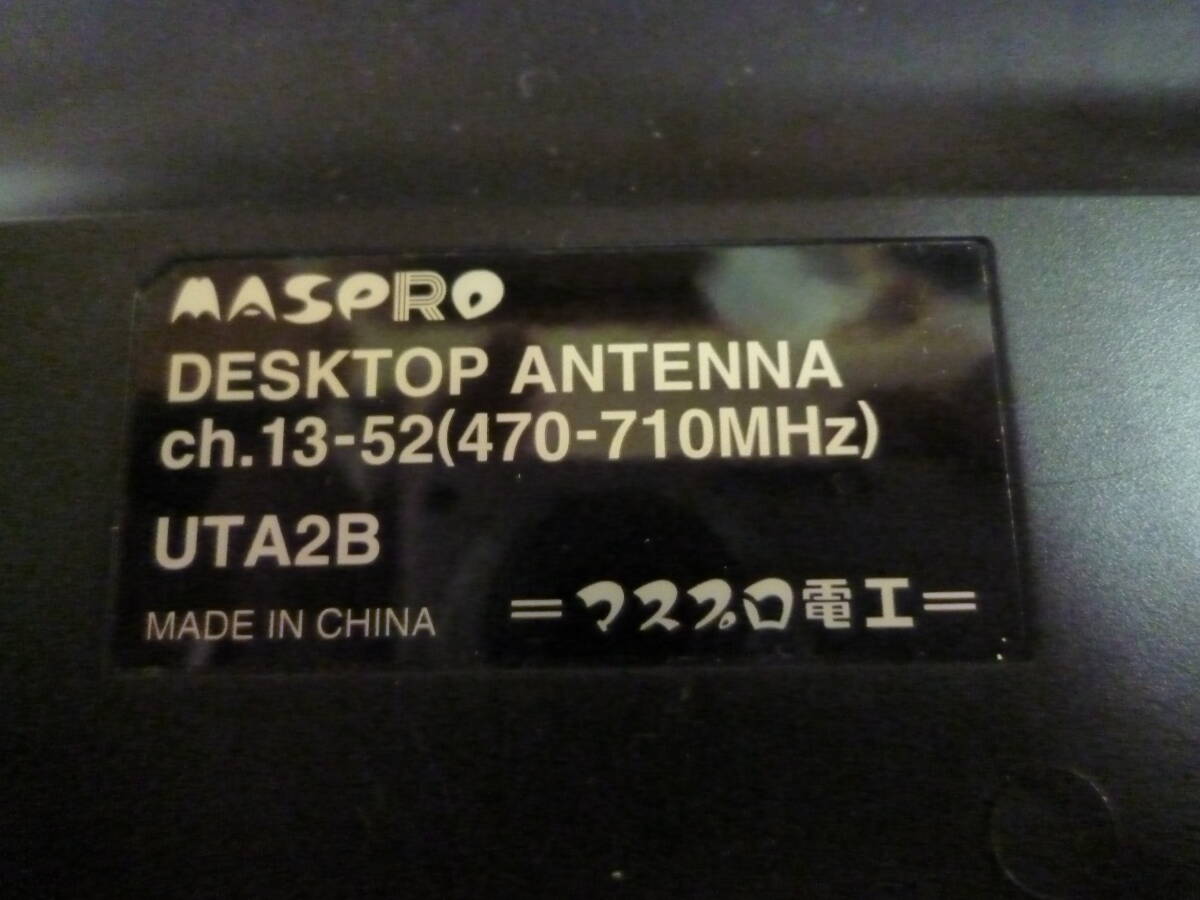 MASPRO
DESKTOP ANTENNA
ch.13-52(470-710MHz)
UTA2B
MADE IN CHINA
=マスプロ電工=